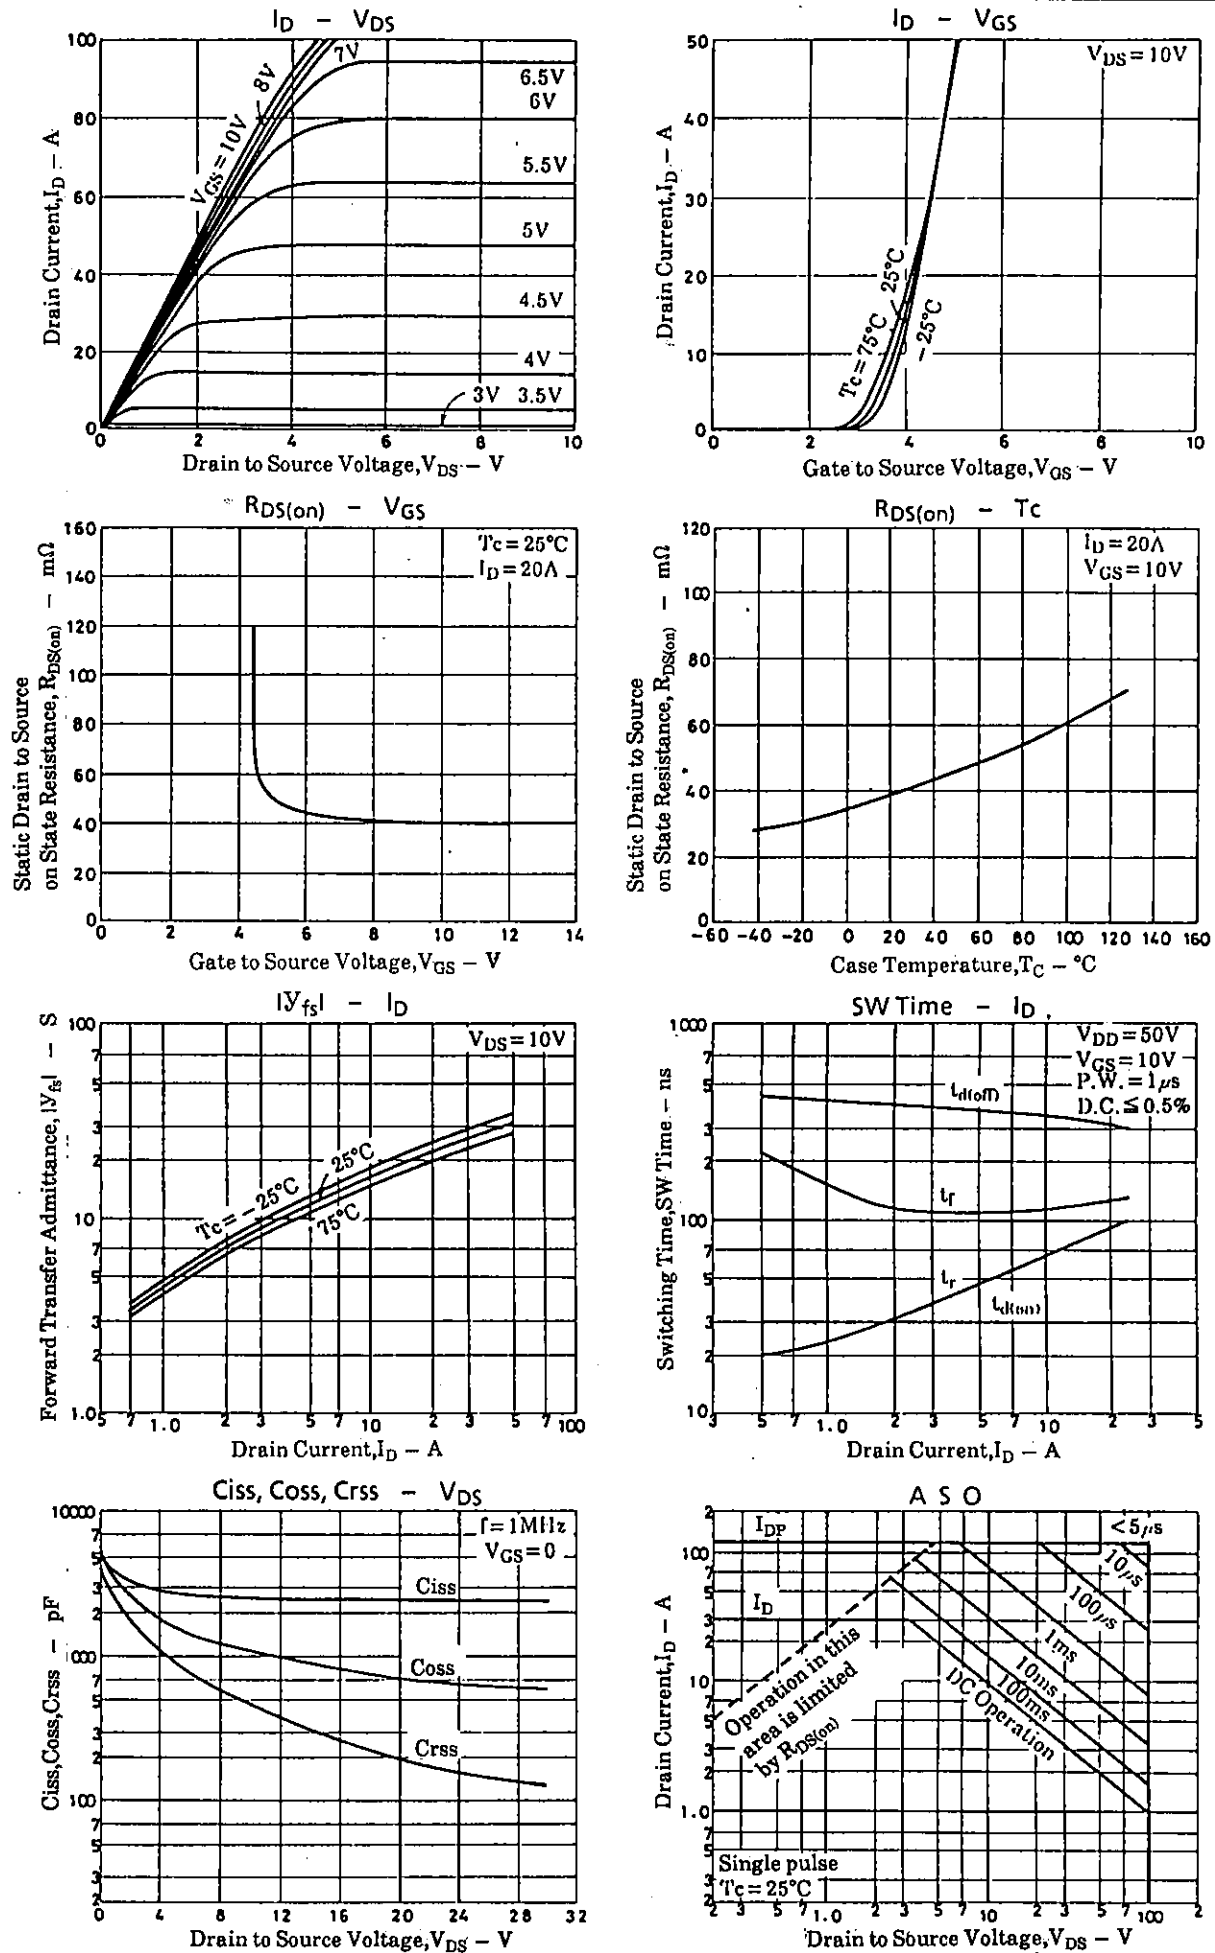 ID – VDS
100
80
60
40
20
0
0 2 4 6 8 10
Drain Current,ID – A
Drain to Source Voltage,VDS – V
VGS=10V
8V
7V
6.5V
6V
5.5V
5V
4.5V
4V
3V 3.5V
ID – VGS
VDS=10V
50
40
30
20
10
0
0 2 4 6 8 10
Drain Current,ID – A
Gate to Source Voltage,VGS – V
Tc=75°C
25°C
–25°C
RDS(on) – VGS
Tc=25°C
ID=20A
160
140
120
100
80
60
40
20
0
0 2 4 6 8 10 12 14
Static Drain to Source
on State Resistance, RDS(on) – mΩ
Gate to Source Voltage,VGS – V
RDS(on) – Tc
ID=20A
VGS=10V
120
100
80
60
40
20
0
-60 -40 -20 0 20 40 60 80 100 120 140 160
Static Drain to Source
on State Resistance, RDS(on) – mΩ
Case Temperature,TC – °C
|yfs| – ID
VDS=10V
100
7
5
3
2
10
7
5
3
2
1.0
5 7 1.0 2 3 5 7 10 2 3 5 7 100
Forward Transfer Admittance, |yfs| – S
Drain Current,ID – A
Tc=–25°C
25°C
75°C
SW Time – ID
VDD=50V
VGS=10V
P.W.=1µs
D.C.≦0.5%
1000
7
5
3
2
100
7
5
3
2
10
3 5 7 1.0 2 3 5 7 10 2 3 5
Switching Time,SW Time – ns
Drain Current,ID – A
td(off)
tf
tr
td(on)
Ciss, Coss, Crss – VDS
f=1MHz
VGS=0
10000
7
5
3
2
1000
7
5
3
2
100
7
5
3
2
0 4 8 12 16 20 24 28 32
Ciss,Coss,Crss – pF
Drain to Source Voltage,VDS – V
Ciss
Coss
Crss
A S O
2
100
7
5
3
2
10
7
5
3
2
1.0
7
5
3
2
2 3 5 7 1.0 2 3 5 7 10 2 3 5 7 100 2
Drain Current,ID – A
Drain to Source Voltage,VDS – V
IDP
ID
<5µs
10µs
100µs
1ms
10ms
100ms
DC Operation
Operation in this
area is limited
by RDS(on)
Single pulse
Tc=25°C